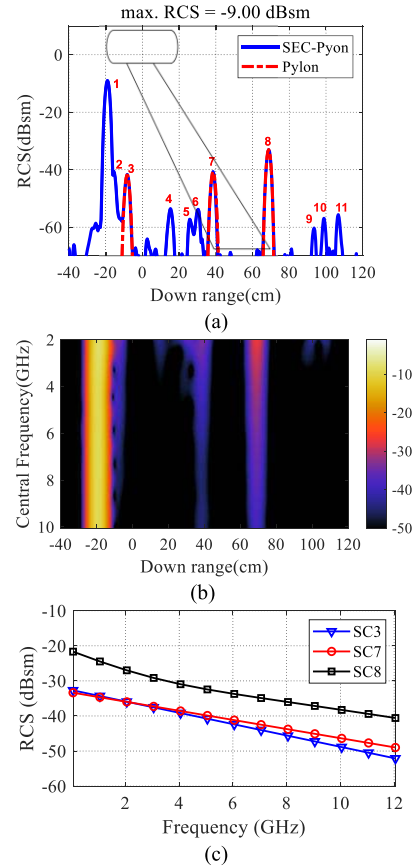 max. RCS = -9.00 dBsm
SEC-Pyon
Pylon
RCS(dBsm)
0
-20
-40
-60
1
2
3
4
5
6
7
8
9
10
11
-40 -20 0 20 40 60 80 100 120
Down range(cm)
(a)
Central Frequency(GHz)
2
4
6
8
10
-10
-20
-30
-40
-50
-40 -20 0 20 40 60 80 100 120
Down range(cm)
(b)
RCS (dBsm)
-10
-20
-30
-40
-50
-60
SC3
SC7
SC8
2 4 6 8 10 12
Frequency (GHz)
(c)